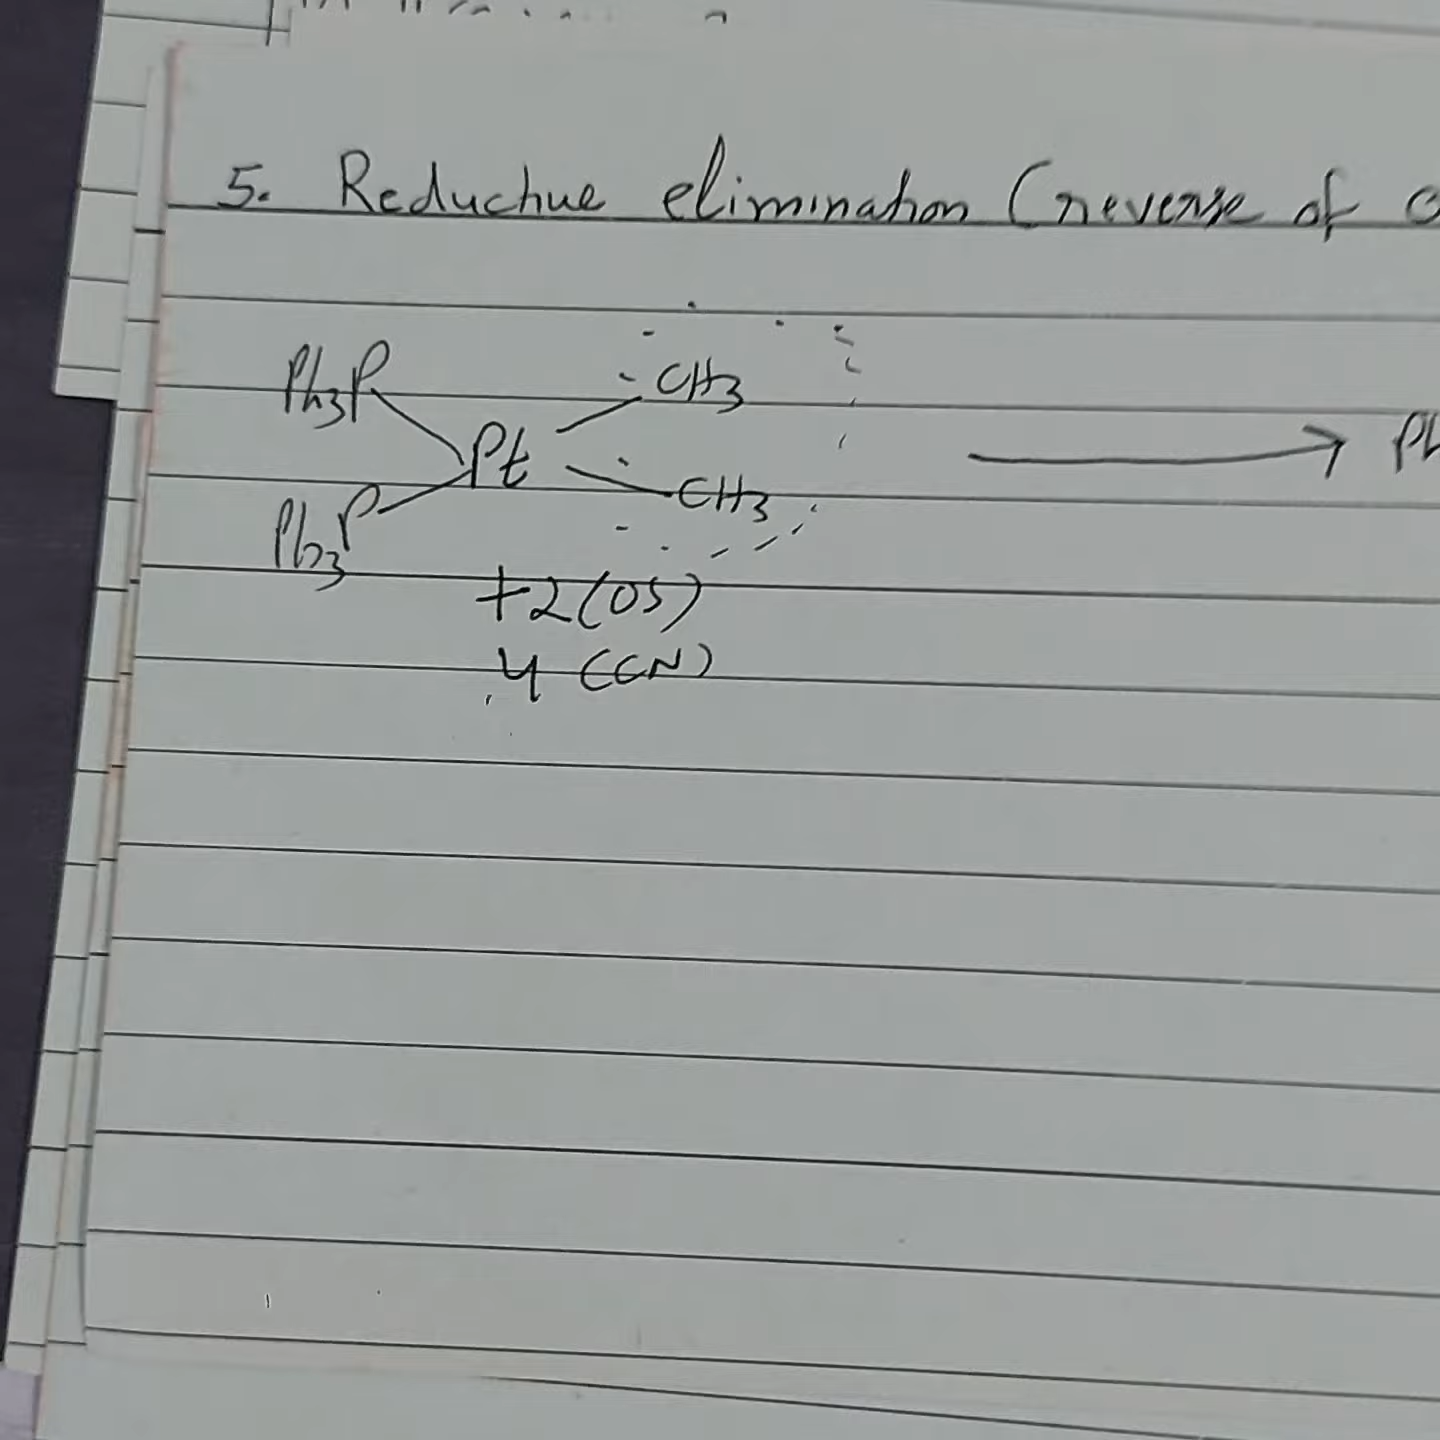 5. Reductive elimination (reverse of
Ph3P CH3
Pt
Ph3P CH3
+2 (OS)
4 (CN)